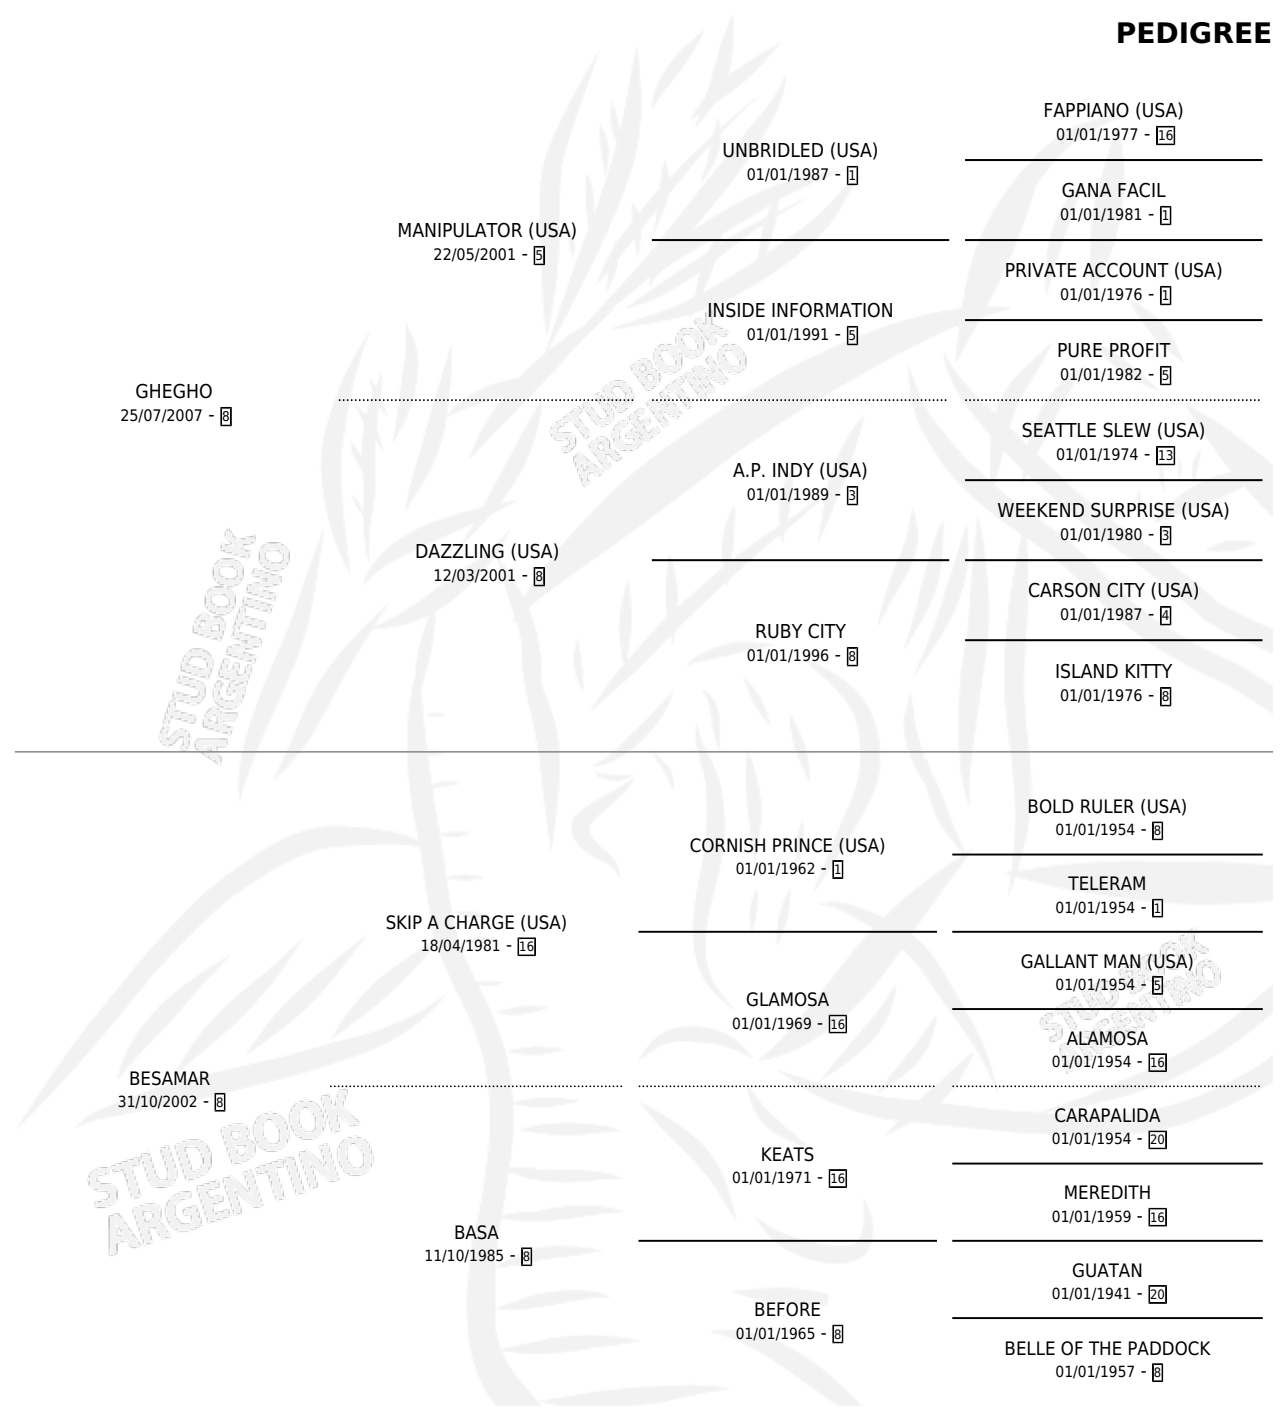 PEDIGREE
FAPPIANO (USA)
01/01/1977 - 16
UNBRIDLED (USA)
01/01/1987 - 1
GANA FACIL
01/01/1981 - 1
MANIPULATOR (USA)
22/05/2001 - 5
PRIVATE ACCOUNT (USA)
01/01/1976 - 1
INSIDE INFORMATION
01/01/1991 - 5
PURE PROFIT
01/01/1982 - 5
GHEGHO
25/07/2007 - 8
STUD BOOK
ARGENTINO
SEATTLE SLEW (USA)
01/01/1974 - 13
A.P. INDY (USA)
01/01/1989 - 3
WEEKEND SURPRISE (USA)
01/01/1980 - 3
DAZZLING (USA)
12/03/2001 - 8
CARSON CITY (USA)
01/01/1987 - 4
RUBY CITY
01/01/1996 - 8
ISLAND KITTY
01/01/1976 - 8
STUD BOOK
ARGENTINO
BOLD RULER (USA)
01/01/1954 - 8
CORNISH PRINCE (USA)
01/01/1962 - 1
TELERAM
01/01/1954 - 1
SKIP A CHARGE (USA)
18/04/1981 - 16
GALLANT MAN (USA)
01/01/1954 - 5
GLAMOSA
01/01/1969 - 16
STUD BOOK
ARGENTINO
ALAMOSA
01/01/1954 - 16
BESAMAR
31/10/2002 - 8
CARAPALIDA
01/01/1954 - 20
KEATS
01/01/1971 - 16
STUD BOOK
ARGENTINO
MEREDITH
01/01/1959 - 16
BASA
11/10/1985 - 8
GUATAN
01/01/1941 - 20
BEFORE
01/01/1965 - 8
BELLE OF THE PADDOCK
01/01/1957 - 8